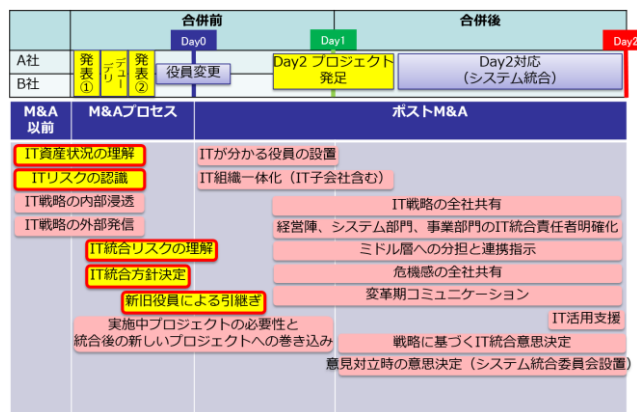 合併前
合併後
Day0
Day1
Day2
A社
B社
発表①
デューデリ
発表②
役員変更
Day2 プロジェクト
発足
Day2対応
（システム統合）
M&A
以前
M&Aプロセス
ポストM&A
IT資産状況の理解
ITが分かる役員の設置
ITリスクの認識
IT組織一体化（IT子会社含む）
IT戦略の内部浸透
IT戦略の全社共有
IT戦略の外部発信
経営陣、システム部門、事業部門のIT統合責任者明確化
IT統合リスクの理解
ミドル層への分担と連携指示
IT統合方針決定
危機感の全社共有
新旧役員による引継ぎ
変革期コミュニケーション
実施中プロジェクトの必要性と
統合後の新しいプロジェクトへの巻き込み
IT活用支援
戦略に基づくIT統合意思決定
意見対立時の意思決定（システム統合委員会設置）